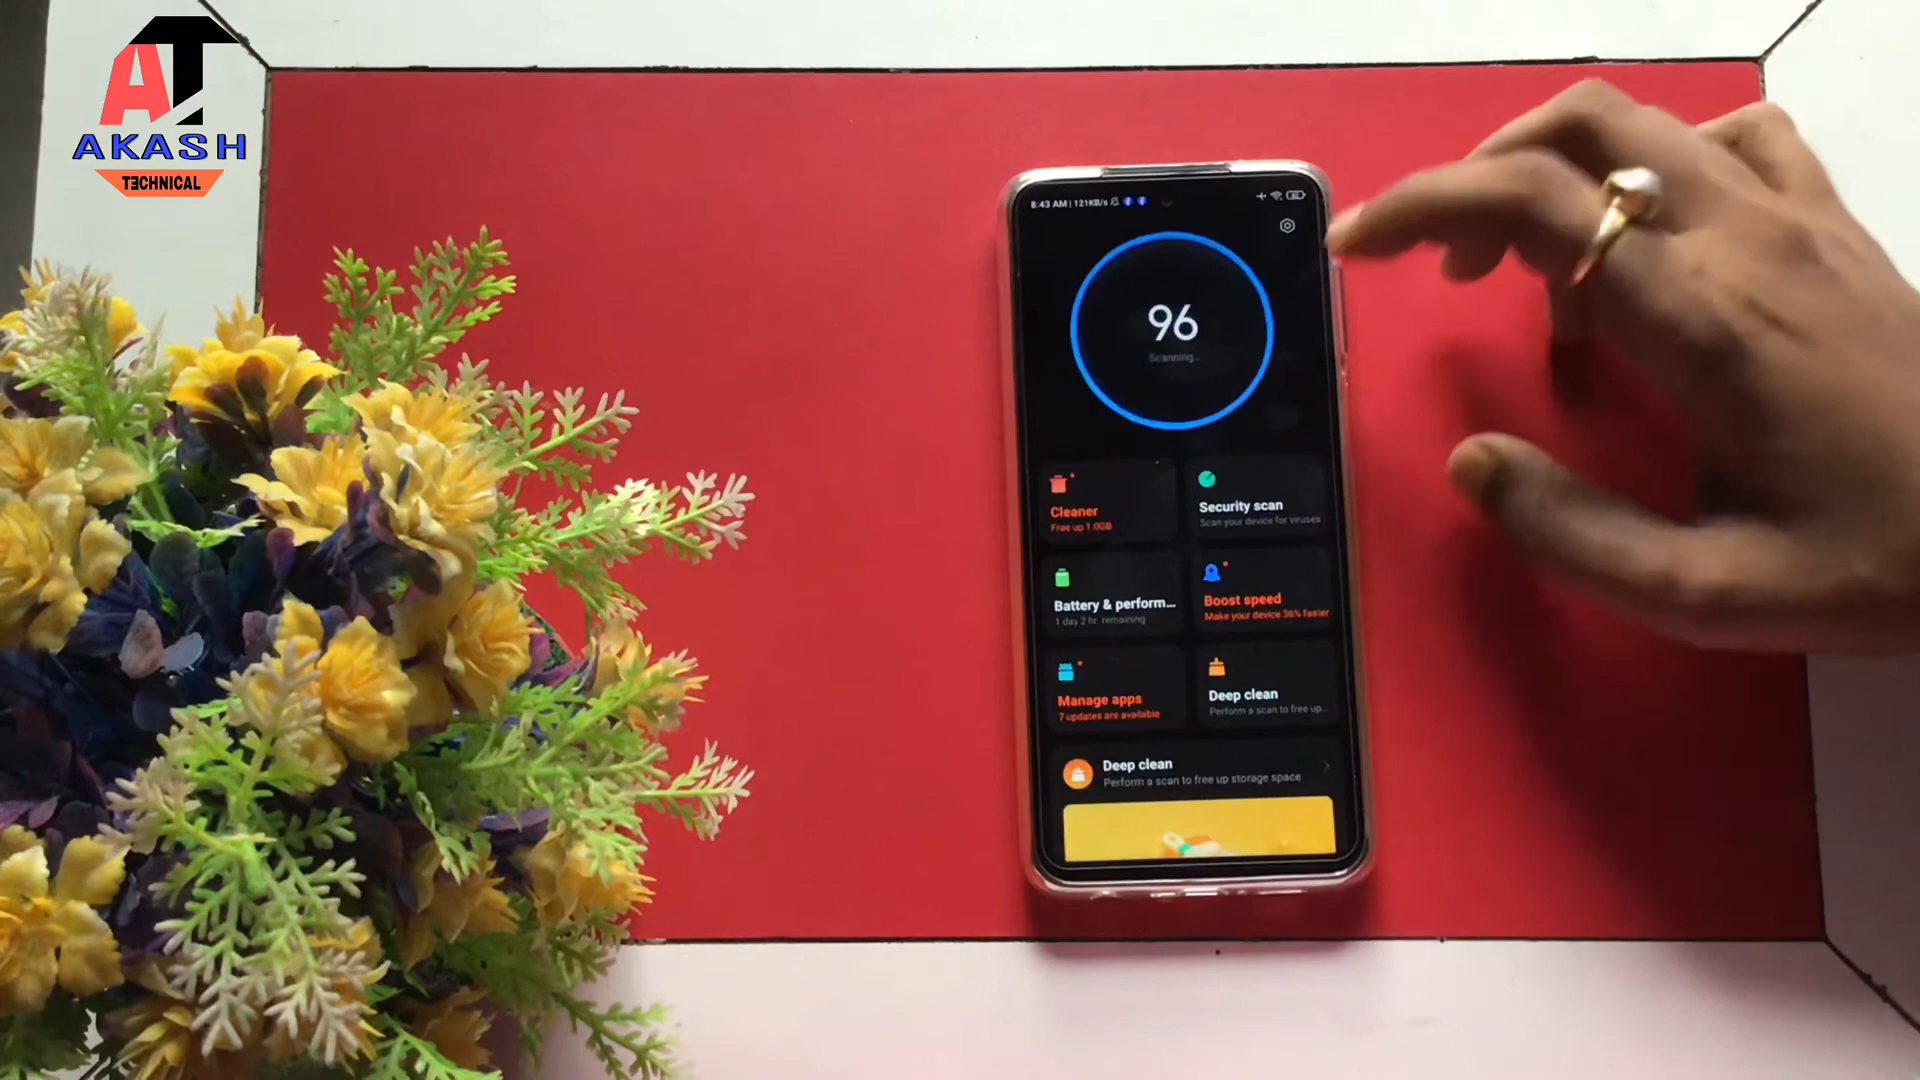 AT
AKASH
TECHNICAL
8:43 AM | 121KB/s
96
Scanning..
Cleaner
Free up 1.0GB
Security scan
Scan your device for viruses
Battery & perform...
1 day 2 hr remaining
Boost speed
Make your device 36% faster
Manage apps
7 updates are available
Deep clean
Perform a scan to free up...
Deep clean
Perform a scan to free up storage space